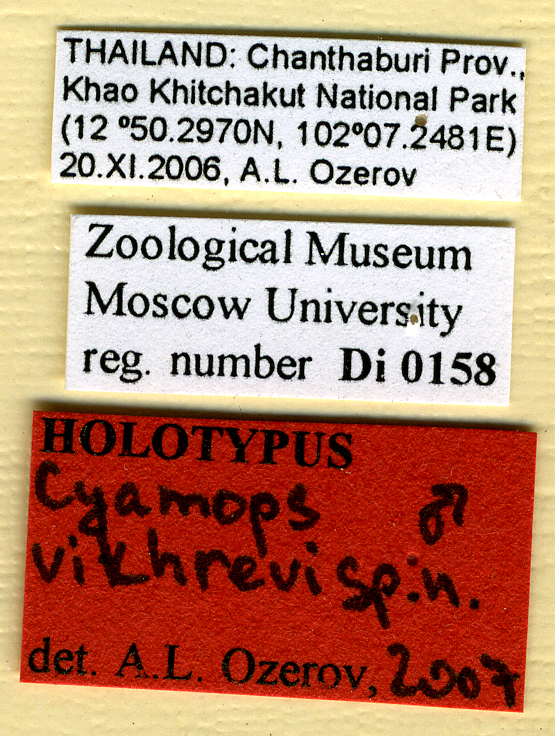 THAILAND: Chanthaburi Prov.,
Khao Khitchakut National Park
(12 º50.2970N, 102º07.2481E)
20.XI.2006, A.L. Ozerov
Zoological Museum
Moscow University
reg. number Di 0158
HOLOTYPUS
Cyamops ♂
vikhrevi sp.n.
det. A.L. Ozerov, 2007